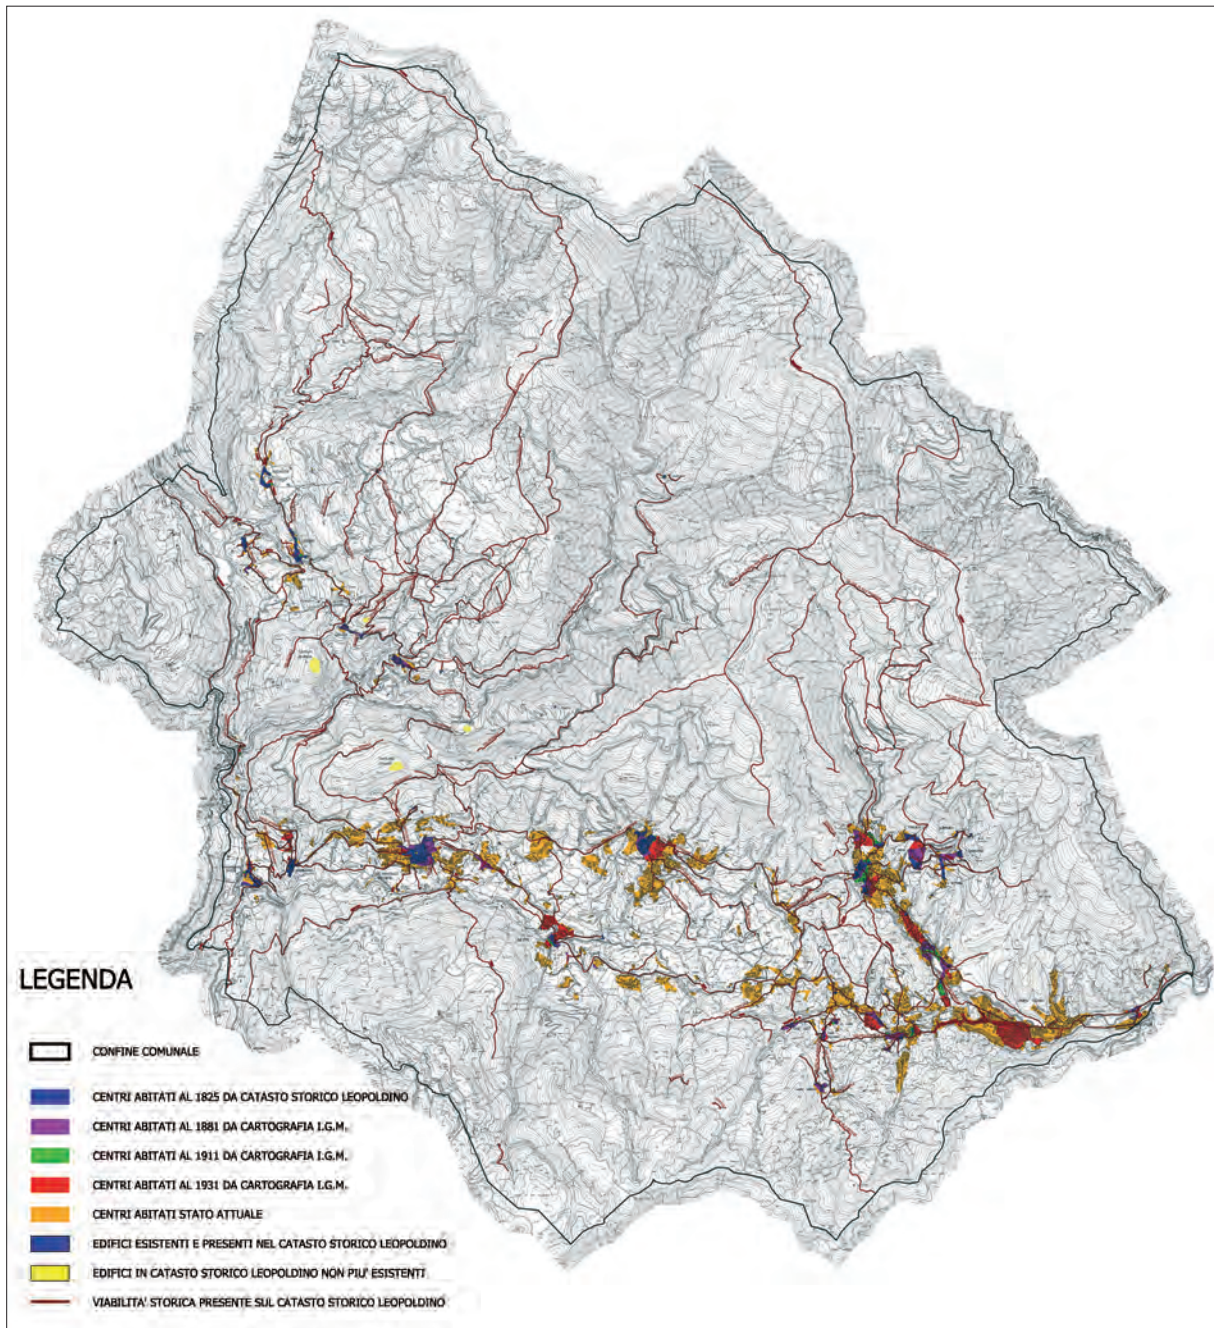 LEGENDA
CONFINE COMUNALE
CENTRI ABITATI AL 1825 DA CATASTO STORICO LEOPOLDINO
CENTRI ABITATI AL 1881 DA CARTOGRAFIA I.G.M.
CENTRI ABITATI AL 1911 DA CARTOGRAFIA I.G.M.
CENTRI ABITATI AL 1931 DA CARTOGRAFIA I.G.M.
CENTRI ABITATI STATO ATTUALE
EDIFICI ESISTENTI E PRESENTI NEL CATASTO STORICO LEOPOLDINO
EDIFICI IN CATASTO STORICO LEOPOLDINO NON PIU' ESISTENTI
VIABILITA' STORICA PRESENTE SUL CATASTO STORICO LEOPOLDINO